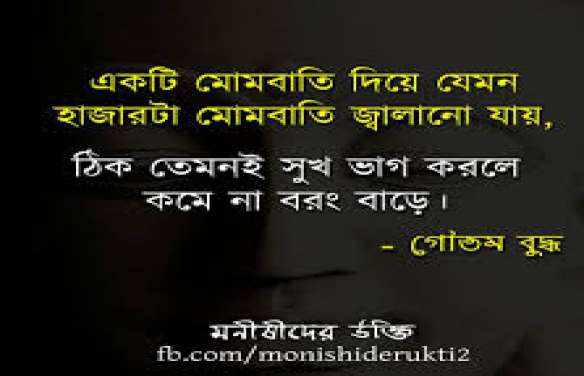 একটি মোমবাতি দিয়ে যেমন
হাজারটা মোমবাতি জ্বালানো যায়,
ঠিক তেমনই সুখ ভাগ করলে
কমে না বরং বাড়ে।
- গৌতম বুদ্ধ
মনীষীদের উক্তি
fb.com/monishiderukti2